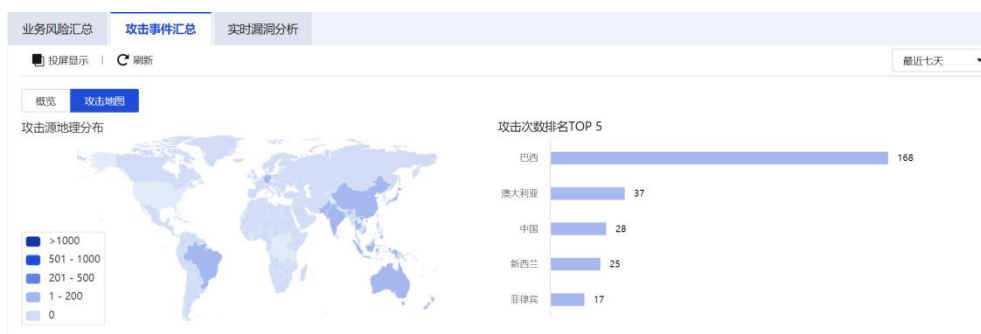 业务风险汇总 攻击事件汇总 实时漏洞分析
投屏显示 刷新 最近七天
概览 攻击地图
攻击源地理分布
>1000
501 - 1000
201 - 500
1 - 200
0
攻击次数排名TOP 5
巴西 168
澳大利亚 37
中国 28
新西兰 25
菲律宾 17